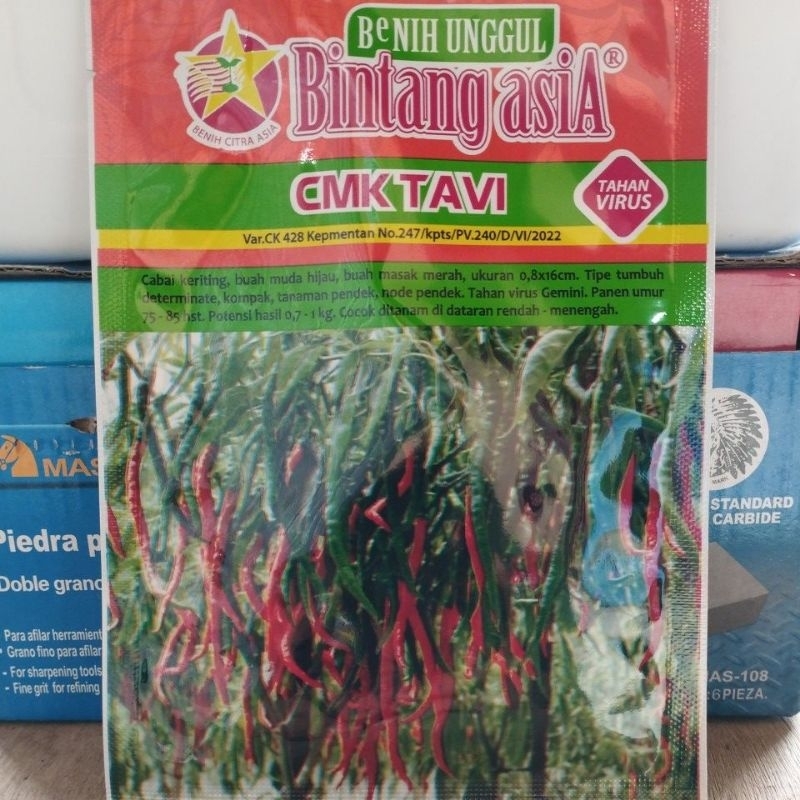 BeNIH UNGGUL
Bintang asiA®
BENIH CITRA ASIA
CMK TAVI
TAHAN
VIRUS
Var.CK 428 Kepmentan No.247/kpts/PV.240/D/VI/2022
Cabai keriting, buah muda hijau, buah masak merah, ukuran 0,8x16cm. Tipe tumbuh
determinate, kompak, tanaman pendek, node pendek. Tahan virus Gemini. Panen umur
75 - 85 hst. Potensi hasil 0,7 - 1 kg. Cocok ditanam di dataran rendah - menengah.
MAS
Piedra p
Doble grano
Para afilar herramient
• Grano fino para afilar
- For sharpening tools
- Fine grit for refining
STANDARD
CARBIDE
AS-108
:6PIEZA.